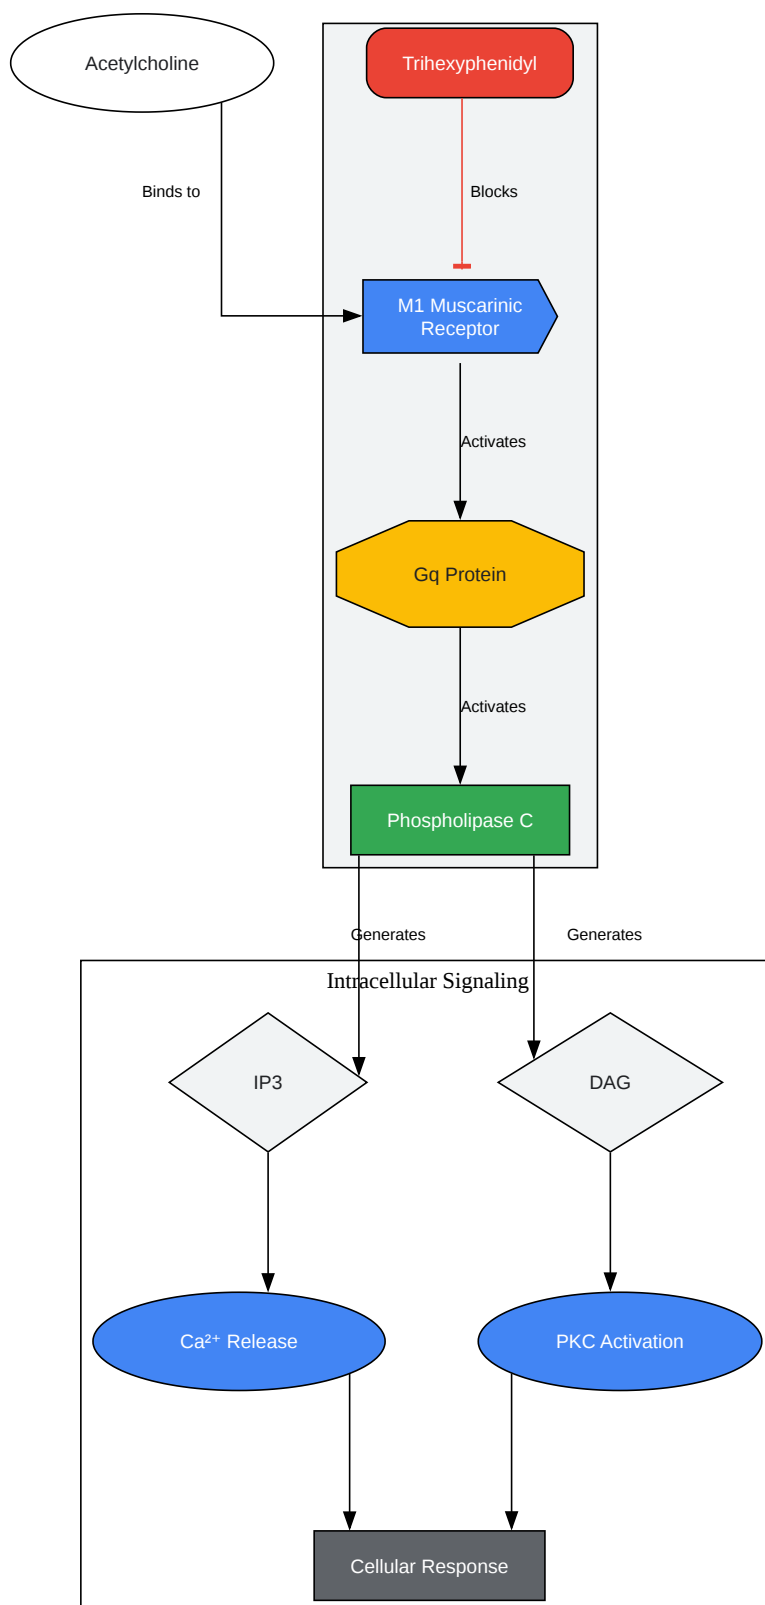 Acetylcholine
Trihexyphenidyl
Binds to
Blocks
M1 Muscarinic
Receptor
Activates
Gq Protein
Activates
Phospholipase C
Generates
Generates
Intracellular Signaling
IP3
DAG
Ca²⁺ Release
PKC Activation
Cellular Response